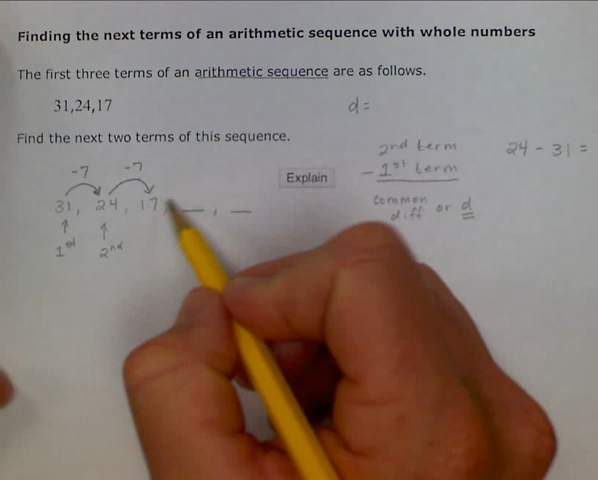 Finding the next terms of an arithmetic sequence with whole numbers
The first three terms of an arithmetic sequence are as follows.
31,24,17
d=
Find the next two terms of this sequence.
2nd term
- 1st term
24 - 31 =
-7 -7
Explain
common
diff or d
31, 24, 17, __, __
1st 2nd